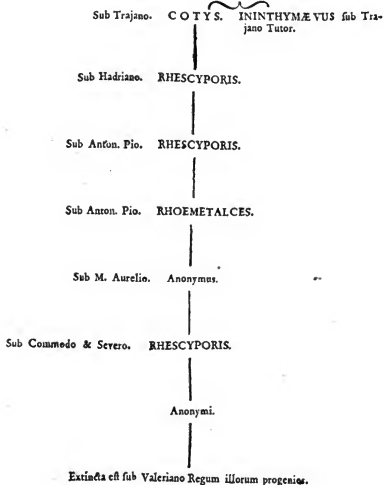 Sub Trajano. COTYS. ININTHYMÆVUS ſub Tra-
jano Tutor.
Sub Hadriano. RHESCYPORIS.
Sub Anton. Pio. RHESCYPORIS.
Sub Anton. Pio. RHOEMETALCES.
Sub M. Aurelio. Anonymus.
Sub Commodo & Severo. RHESCYPORIS.
Anonymi.
Extincta eſt ſub Valeriano Regum illorum progenies.